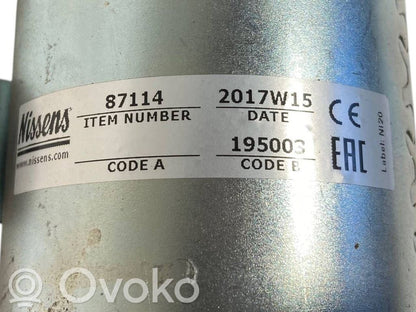 Nissens
www.nissens.com
87114
ITEM NUMBER
2017W15
DATE
CODE A
195003
CODE B
CE
EAC
Label: NI20
Ovoko